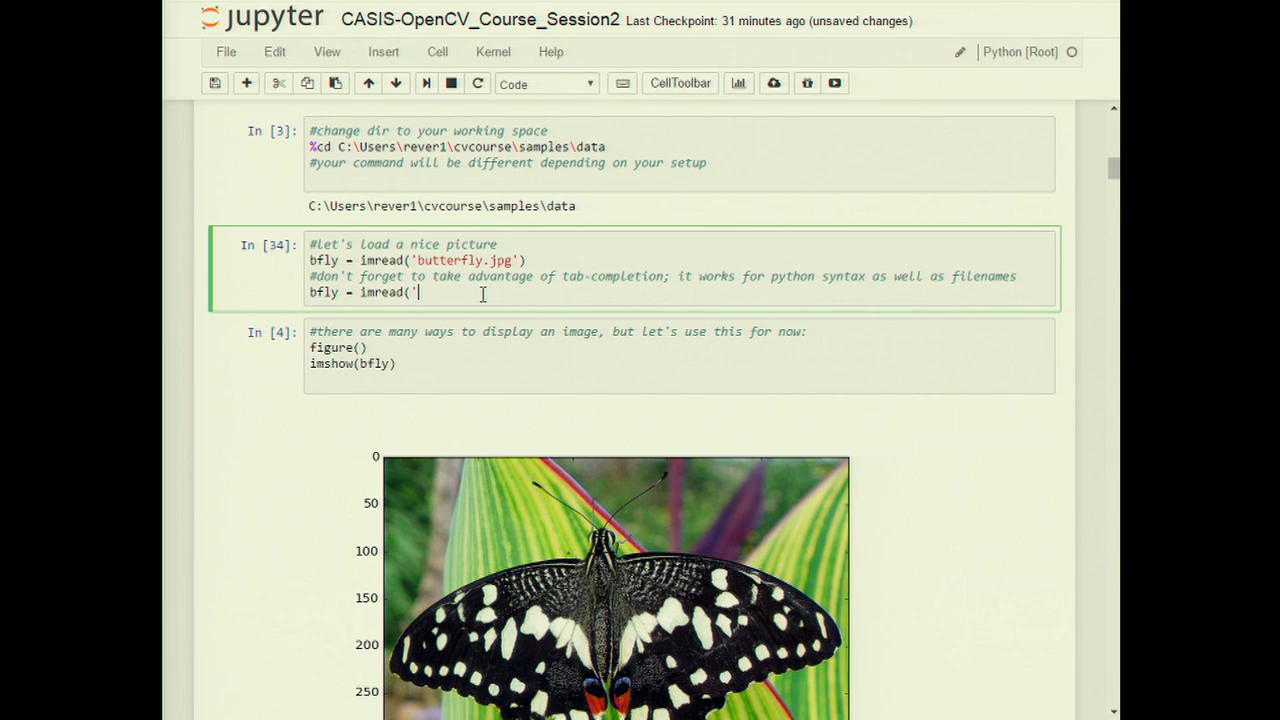 jupyter CASIS-OpenCV_Course_Session2 Last Checkpoint: 31 minutes ago (unsaved changes)
File Edit View Insert Cell Kernel Help Python [Root]
Code CellToolbar
In [3]: #change dir to your working space
%cd C:\Users\rever1\cvcourse\samples\data
#your command will be different depending on your setup
C:\Users\rever1\cvcourse\samples\data
In [34]: #let's load a nice picture
bfly = imread('butterfly.jpg')
#don't forget to take advantage of tab-completion; it works for python syntax as well as filenames
bfly = imread('
In [4]: #there are many ways to display an image, but let's use this for now:
figure()
imshow(bfly)
0
50
100
150
200
250